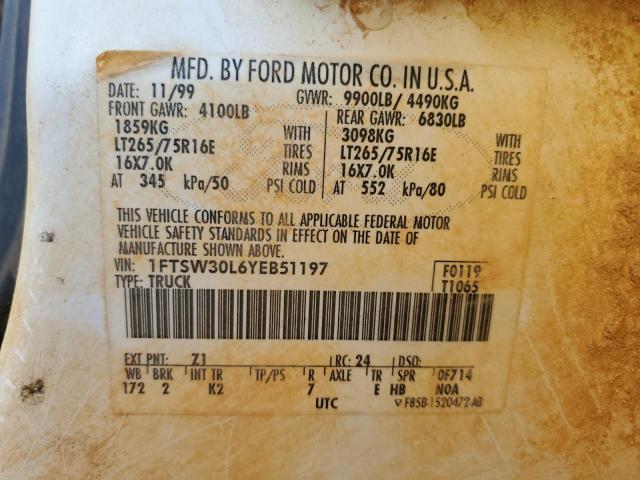 MFD. BY FORD MOTOR CO. IN U.S.A.
DATE: 11/99 GVWR: 9900LB/ 4490KG
FRONT GAWR: 4100LB REAR GAWR: 6830LB
1859KG WITH 3098KG WITH
LT265/75R16E TIRES LT265/75R16E TIRES
16X7.0K RIMS 16X7.0K RIMS
AT 345 kPa/50 PSI COLD AT 552 kPa/80 PSI COLD
THIS VEHICLE CONFORMS TO ALL APPLICABLE FEDERAL MOTOR
VEHICLE SAFETY STANDARDS IN EFFECT ON THE DATE OF
MANUFACTURE SHOWN ABOVE.
VIN: 1FTSW30L6YEB51197 F0119
TYPE: TRUCK T1065
EXT PNT: Z1 RC: 24 DSO:
WB BRK INT TR TP/PS R AXLE TR SPR 0F714
172 2 K2 7 E HB NOA
UTC F85B-1520472-AB